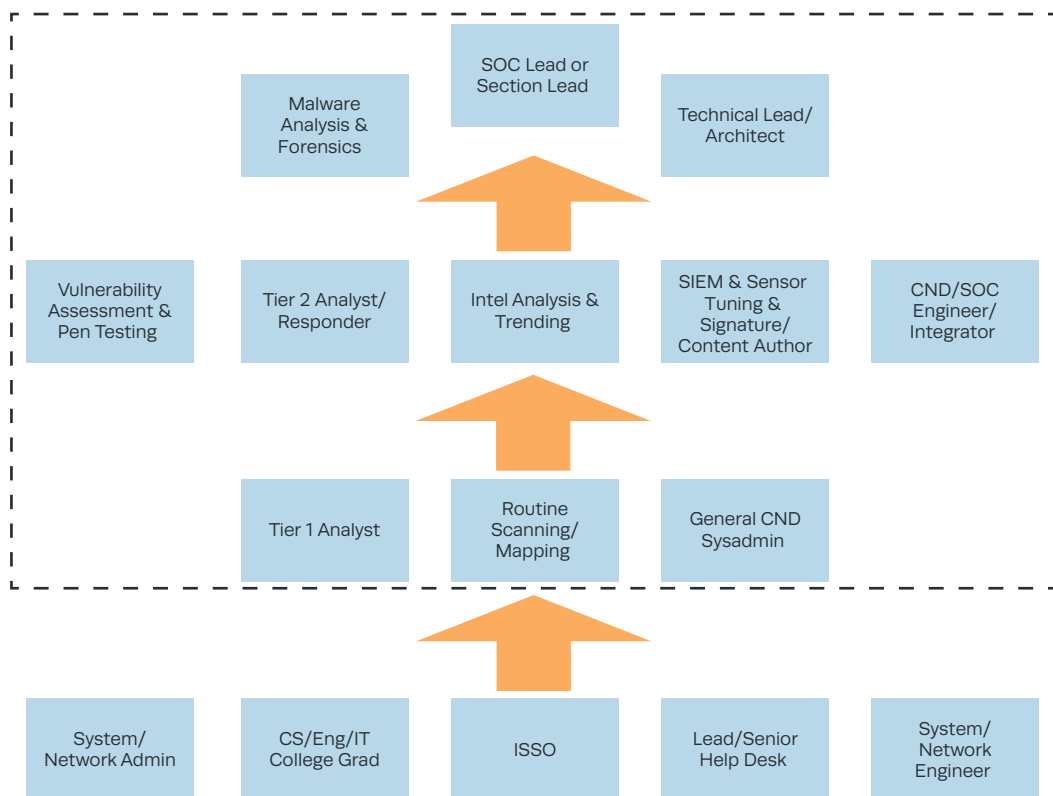 SOC Lead or
Section Lead
Malware
Analysis &
Forensics
Technical Lead/
Architect
Vulnerability
Assessment &
Pen Testing
Tier 2 Analyst/
Responder
Intel Analysis &
Trending
SIEM & Sensor
Tuning &
Signature/
Content Author
CND/SOC
Engineer/
Integrator
Tier 1 Analyst
Routine
Scanning/
Mapping
General CND
Sysadmin
System/
Network Admin
CS/Eng/IT
College Grad
ISSO
Lead/Senior
Help Desk
System/
Network
Engineer